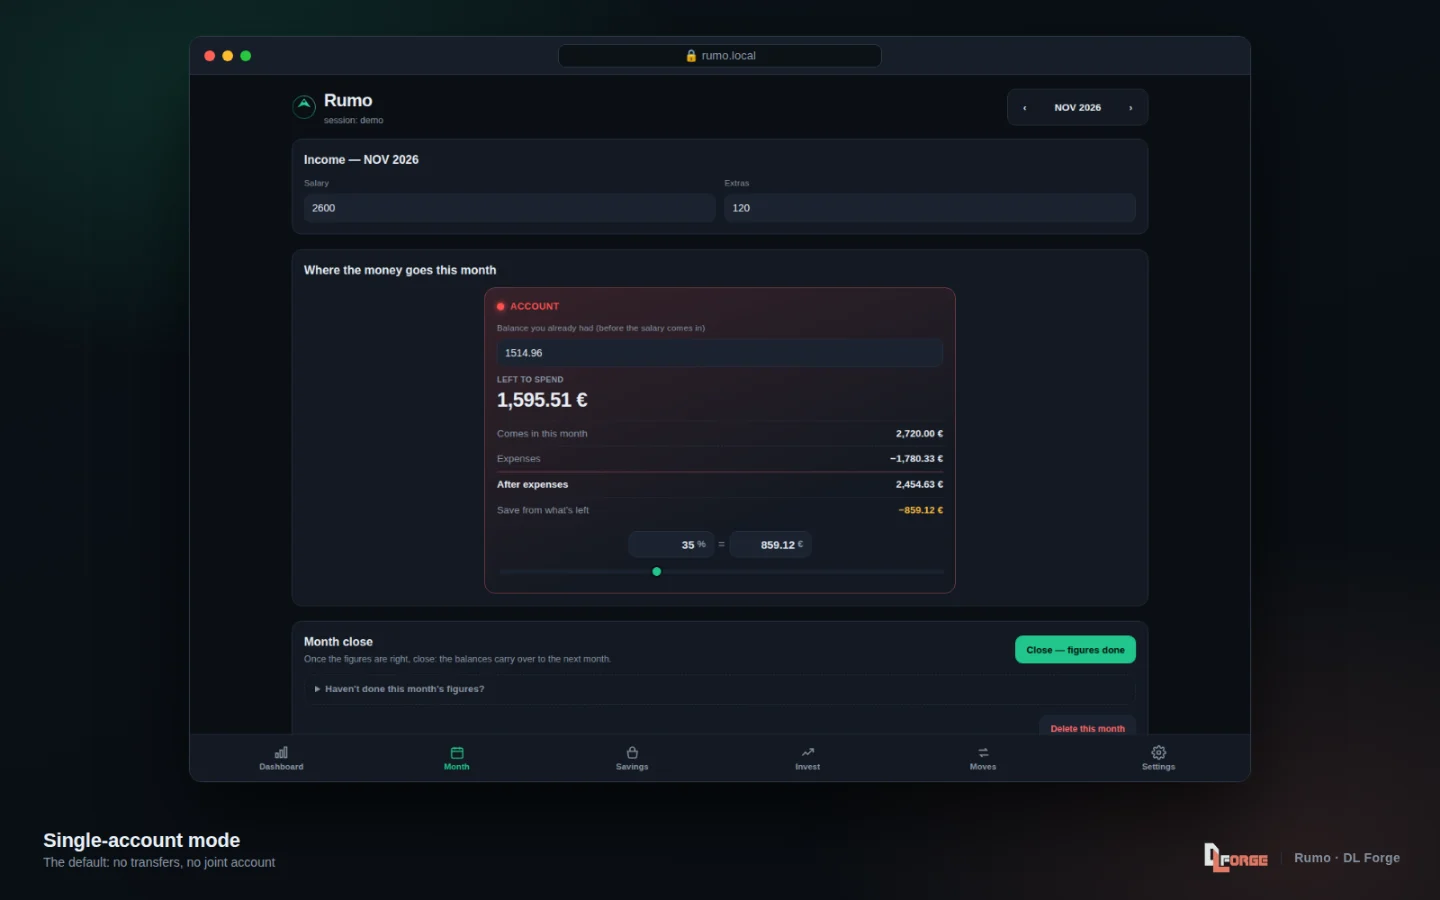 🔒 rumo.local
Rumo
session: demo
‹ NOV 2026 ›
Income — NOV 2026
Salary
Extras
2600
120
Where the money goes this month
ACCOUNT
Balance you already had (before the salary comes in)
1514.96
LEFT TO SPEND
1,595.51 €
Comes in this month 2,720.00 €
Expenses −1,780.33 €
After expenses 2,454.63 €
Save from what's left −859.12 €
35 % = 859.12 €
Month close
Once the figures are right, close: the balances carry over to the next month.
Close — figures done
▶ Haven't done this month's figures?
Delete this month
Dashboard
Month
Savings
Invest
Moves
Settings
Single-account mode
The default: no transfers, no joint account
DL FORGE
Rumo · DL Forge